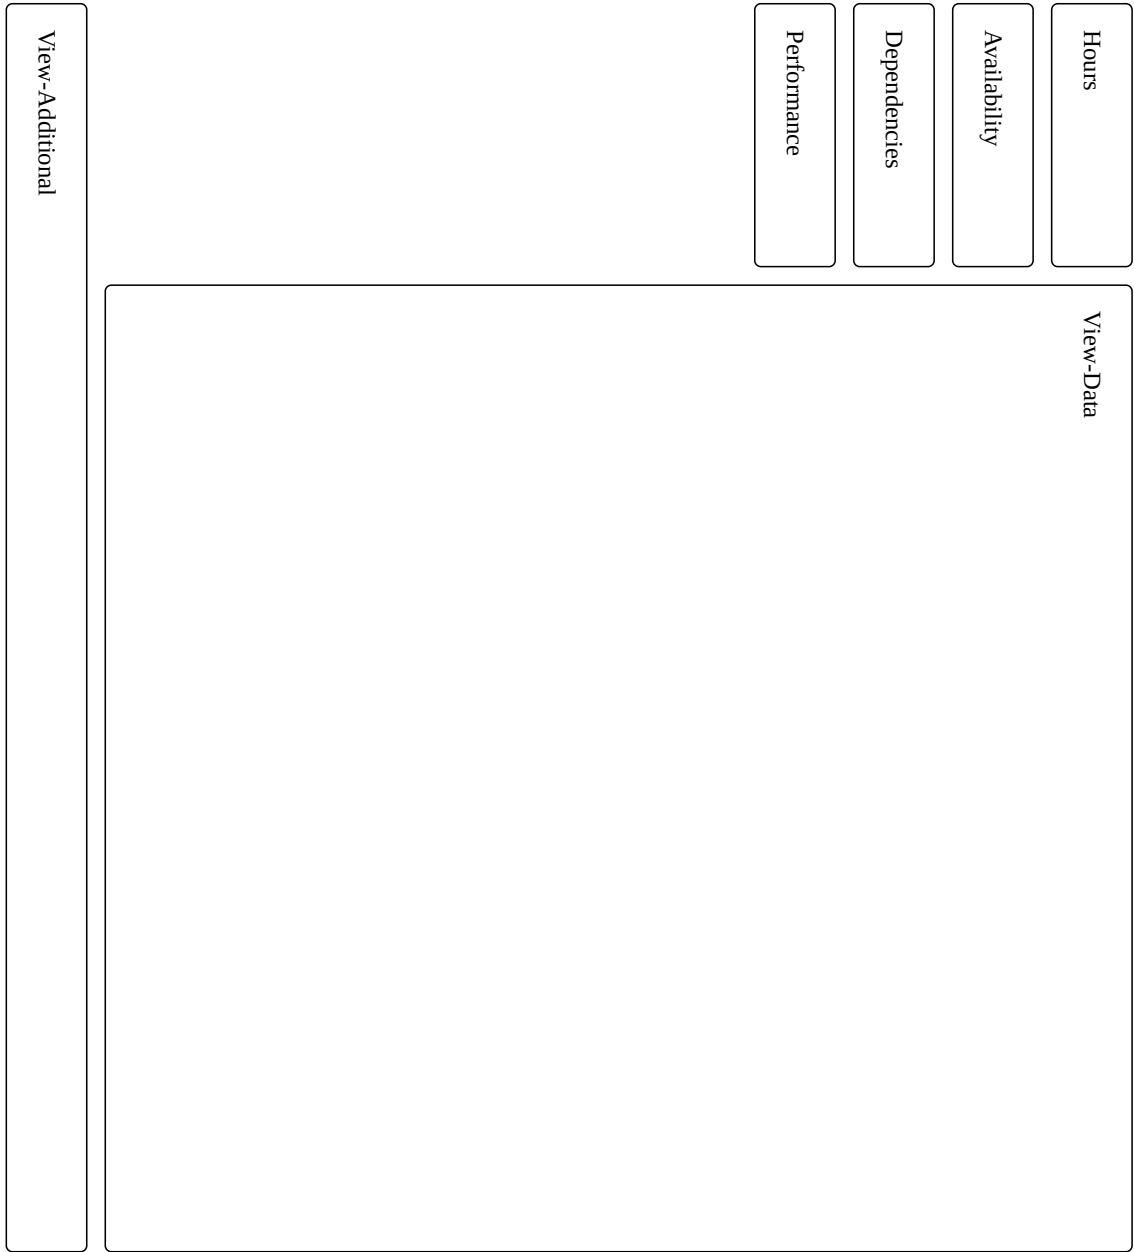 Hours
Availability
Dependencies
Performance
View-Data
View-Additional